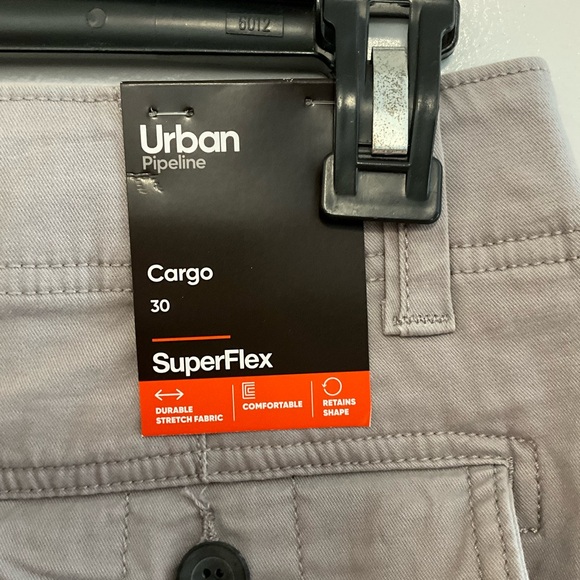 6012
Urban
Pipeline
Cargo
30
SuperFlex
DURABLE
STRETCH FABRIC
COMFORTABLE
RETAINS
SHAPE